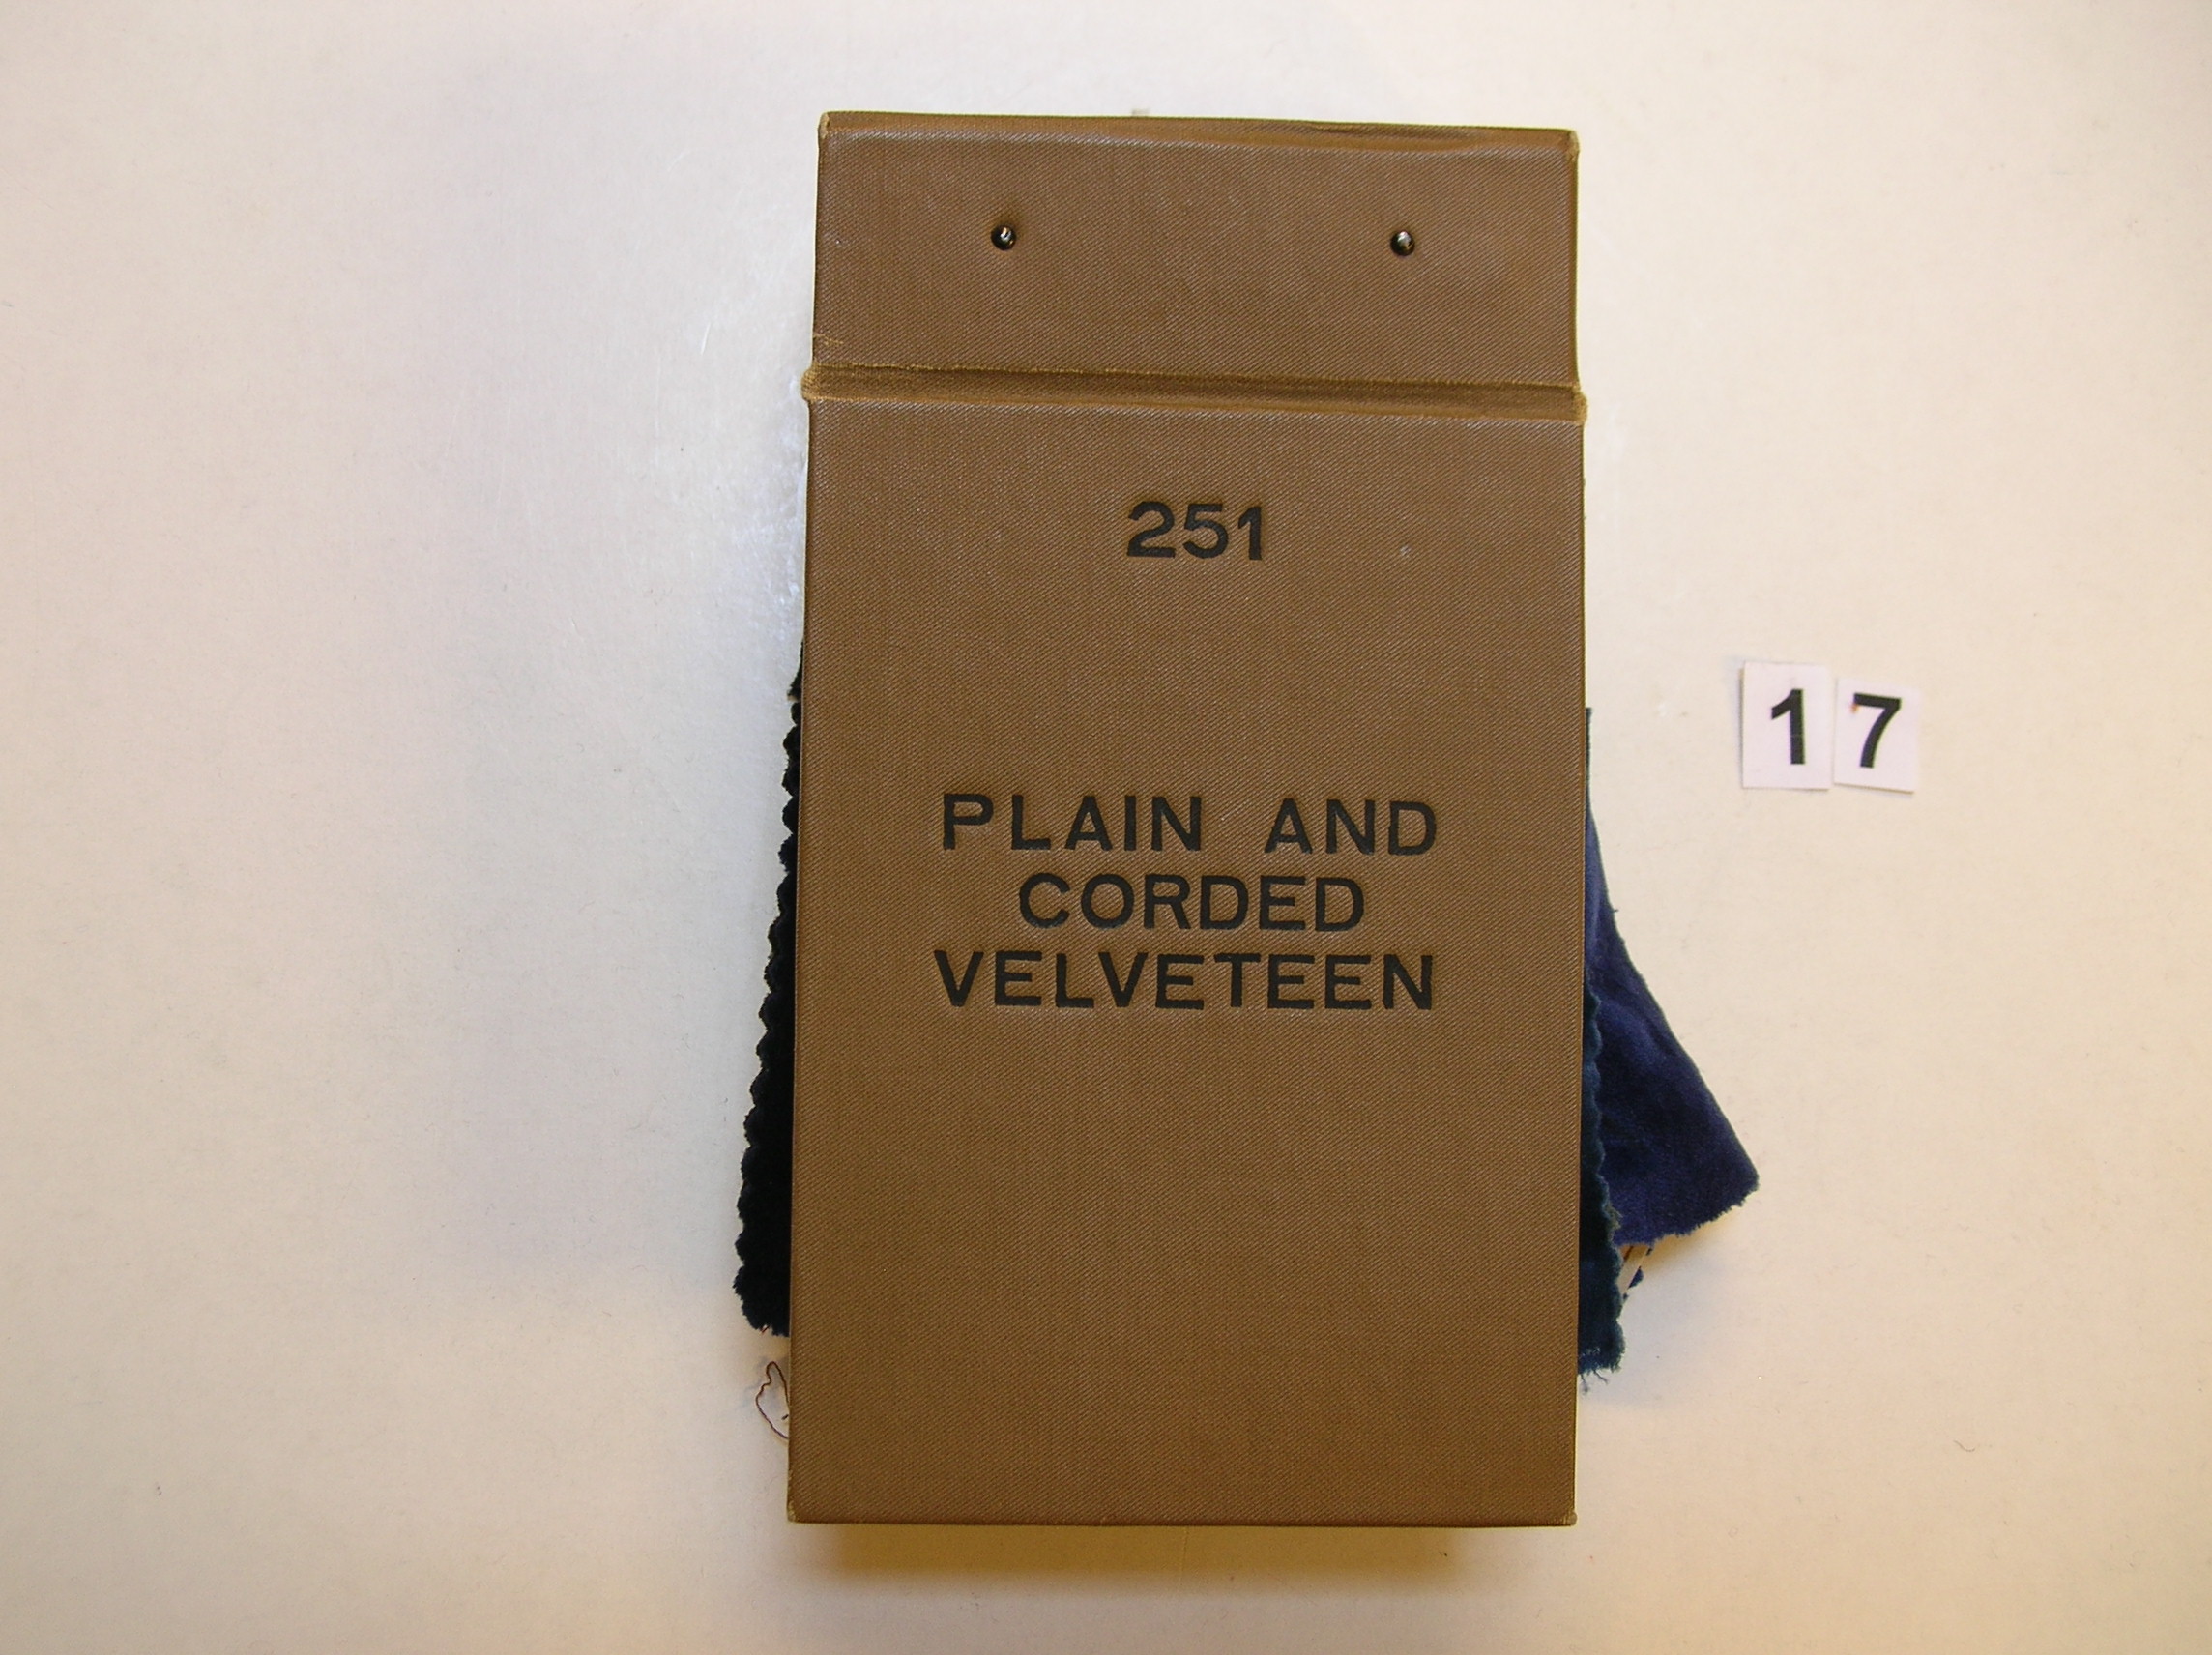 251
PLAIN AND
CORDED
VELVETEEN
17